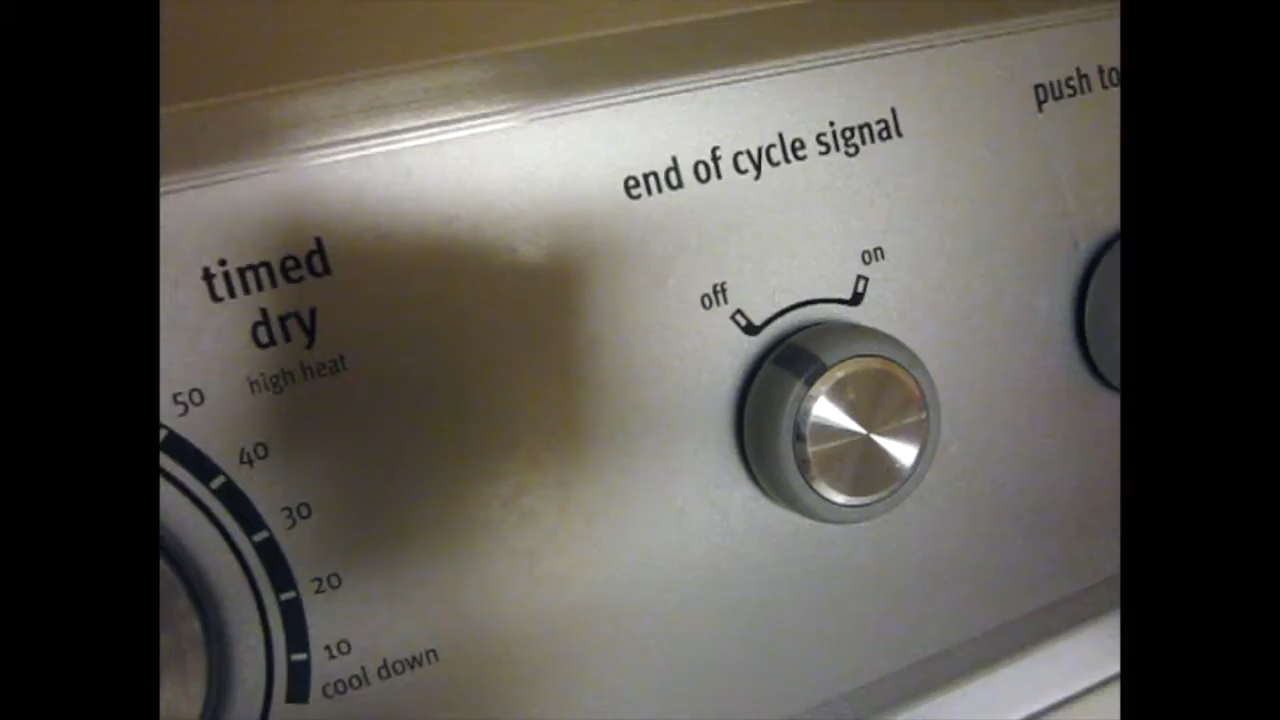 push to
end of cycle signal
off
on
timed
dry
high heat
50
40
30
20
10
cool down